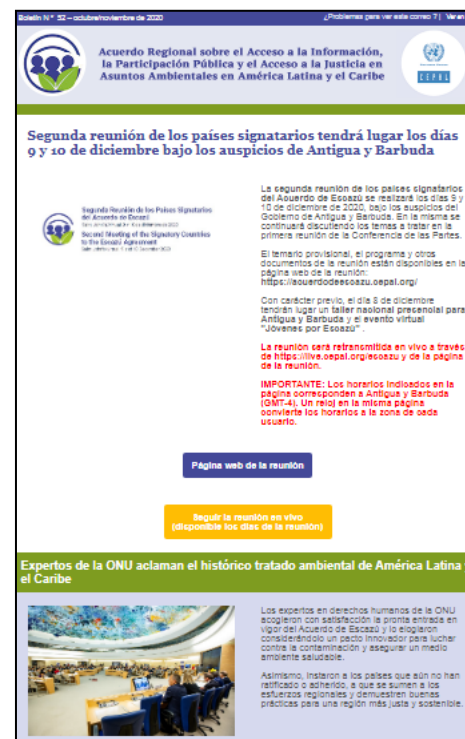 Boletín N° 52 – octubre/noviembre de 2020
¿Problemas para ver este correo ? | Ver en
Acuerdo Regional sobre el Acceso a la Información,
la Participación Pública y el Acceso a la Justicia en
Asuntos Ambientales en América Latina y el Caribe
CEPAL
Segunda reunión de los países signatarios tendrá lugar los días
9 y 10 de diciembre bajo los auspicios de Antigua y Barbuda
Segunda Reunión de los Países Signatarios
del Acuerdo de Escazú
Second Meeting of the Signatory Countries
to the Escazú Agreement
La segunda reunión de los países signatarios
del Acuerdo de Escazú se realizará los días 9 y
10 de diciembre de 2020, bajo los auspicios del
Gobierno de Antigua y Barbuda. En la misma se
continuará discutiendo los temas a tratar en la
primera reunión de la Conferencia de las Partes.
El temario provisional, el programa y otros
documentos de la reunión están disponibles en la
página web de la reunión:
https://acuerdodeescazu.cepal.org/
Con carácter previo, el día 8 de diciembre
tendrán lugar un taller nacional presencial para
Antigua y Barbuda y el evento virtual
"Jóvenes por Escazú" .
La reunión será retransmitida en vivo a través
de https://live.cepal.org/escazu y de la página
de la reunión.
IMPORTANTE: Los horarios indicados en la
página corresponden a Antigua y Barbuda
(GMT-4). Un reloj en la misma página
convierte los horarios a la zona de cada
usuario.
Página web de la reunión
Seguir la reunión en vivo
(disponible los días de la reunión)
Expertos de la ONU aclaman el histórico tratado ambiental de América Latina y
el Caribe
Los expertos en derechos humanos de la ONU
acogieron con satisfacción la pronta entrada en
vigor del Acuerdo de Escazú y lo elogiaron
considerándolo un pacto innovador para luchar
contra la contaminación y asegurar un medio
ambiente saludable.
Asimismo, instaron a los países que aún no han
ratificado o adherido, a que se sumen a los
esfuerzos regionales y demuestren buenas
prácticas para una región más justa y sostenible.